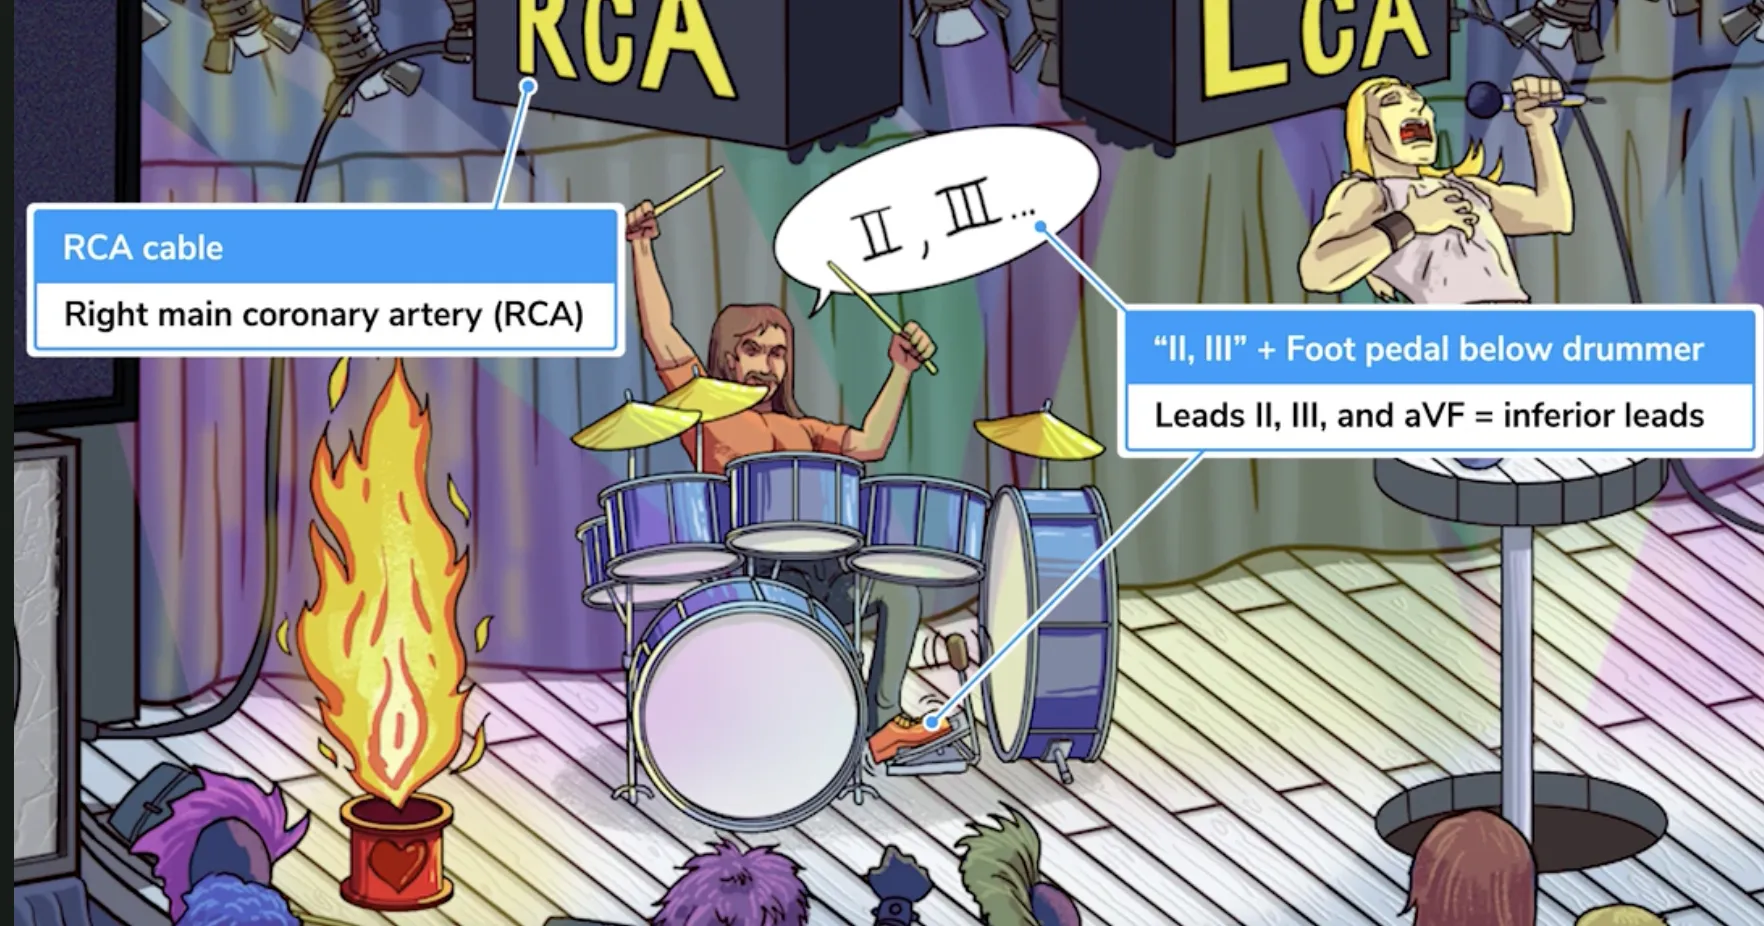 RCA
LCA
II, III...
RCA cable
Right main coronary artery (RCA)
“II, III” + Foot pedal below drummer
Leads II, III, and aVF = inferior leads